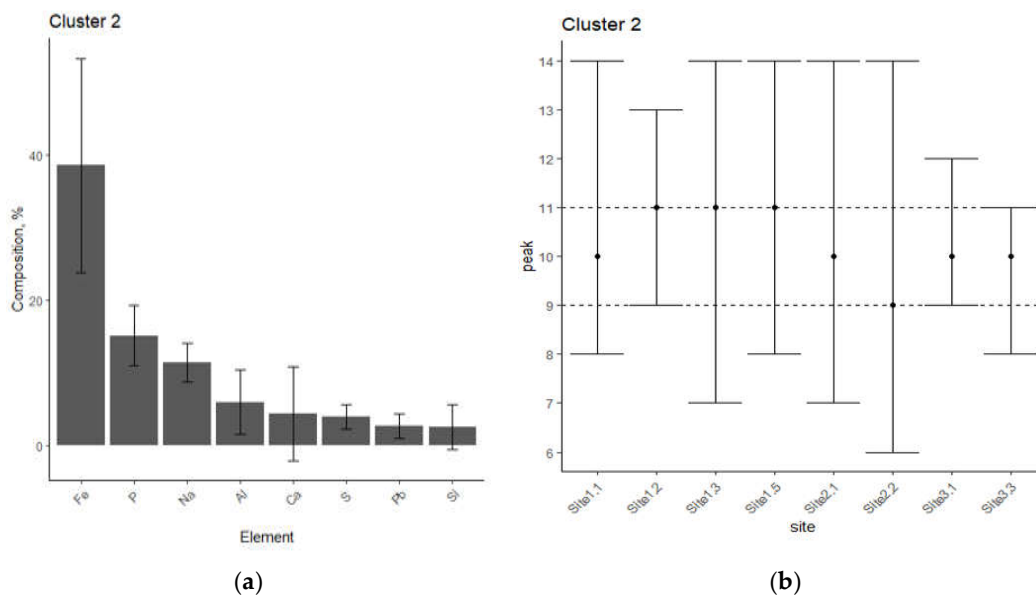 Cluster 2
Composition, %
40
20
0
Fe
P
Na
Al
Ca
S
Pb
Si
Element
(a)
Cluster 2
peak
14
13
12
11
10
9
8
7
6
Site1,1
Site1,2
Site1,3
Site1,5
Site2,1
Site2,2
Site3,1
Site3,3
site
(b)